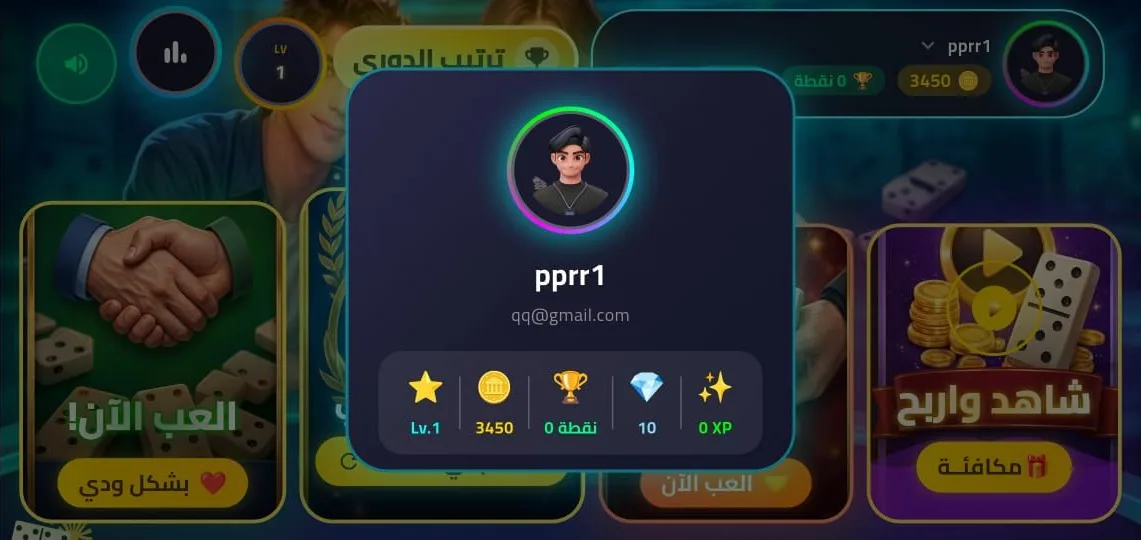 LV
1
ترتيب الدوري
pprr1
3450
0 نقطة
pprr1
qq@gmail.com
Lv.1
3450
0 نقطة
10
0 XP
العب الآن!
بشكل ودي
العب الآن
شاهد واربح
مكافئـة